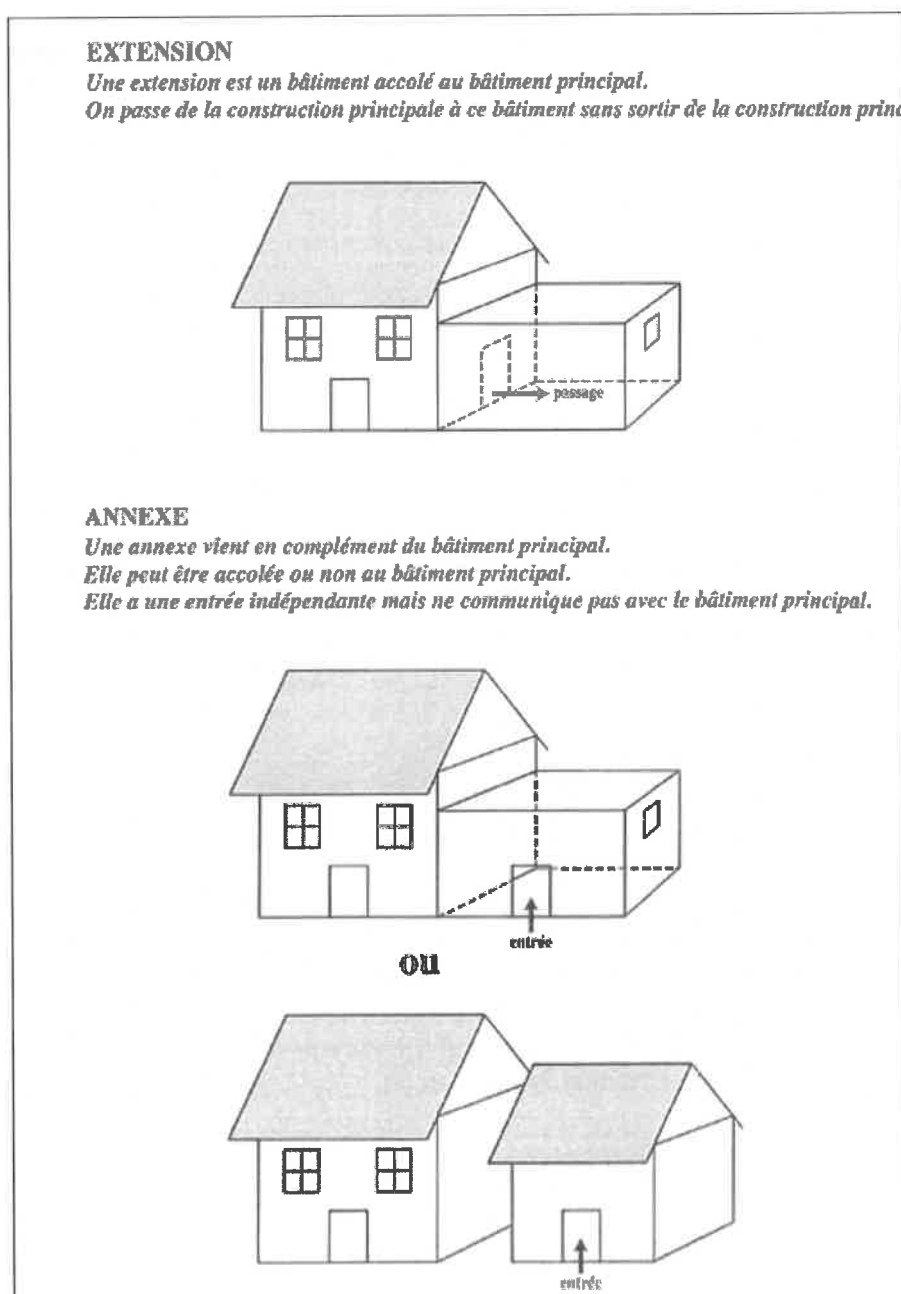 EXTENSION
Une extension est un bâtiment accolé au bâtiment principal.
On passe de la construction principale à ce bâtiment sans sortir de la construction princ
passage
ANNEXE
Une annexe vient en complément du bâtiment principal.
Elle peut être accolée ou non au bâtiment principal.
Elle a une entrée indépendante mais ne communique pas avec le bâtiment principal.
entrée
ou
entrée